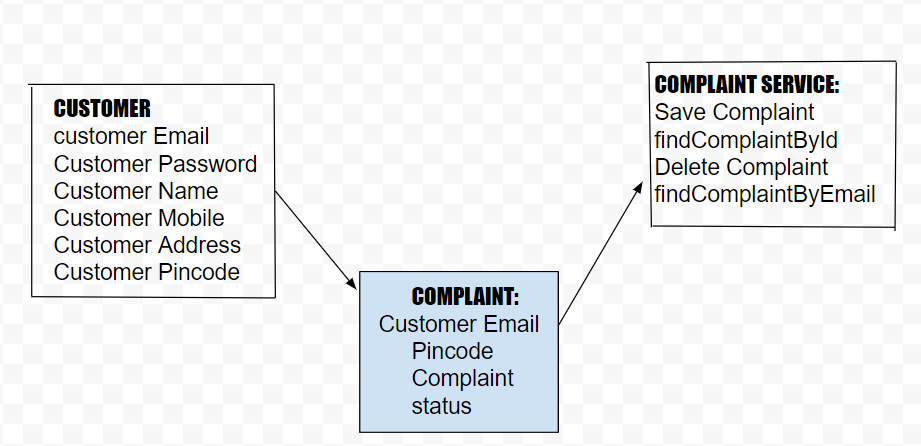 CUSTOMER
customer Email
Customer Password
Customer Name
Customer Mobile
Customer Address
Customer Pincode
COMPLAINT:
Customer Email
Pincode
Complaint
status
COMPLAINT SERVICE:
Save Complaint
findComplaintById
Delete Complaint
findComplaintByEmail